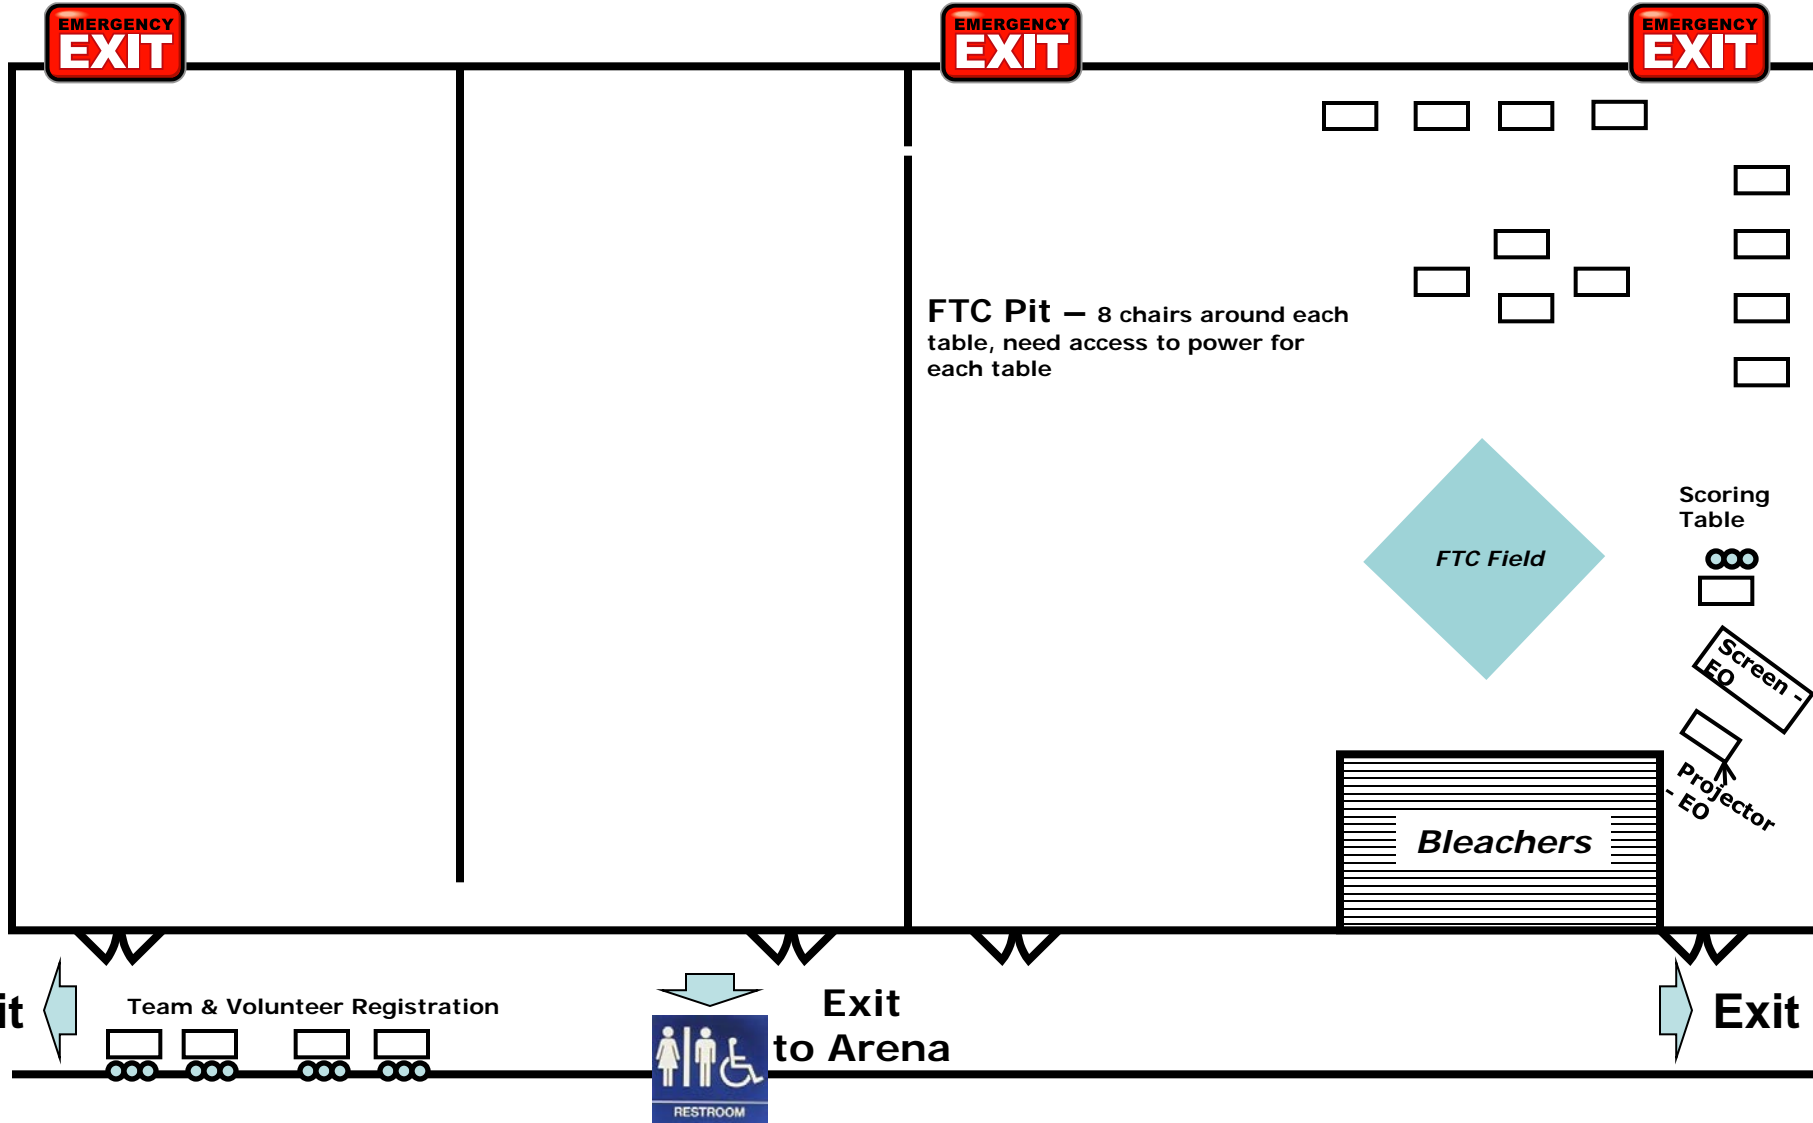 EMERGENCY
EXIT
EMERGENCY
EXIT
EMERGENCY
EXIT
FTC Pit – 8 chairs around each
table, need access to power for
each table
Scoring
Table
FTC Field
Screen -
EO
Projector
- EO
Bleachers
it
Team & Volunteer Registration
Exit
to Arena
Exit
RESTROOM